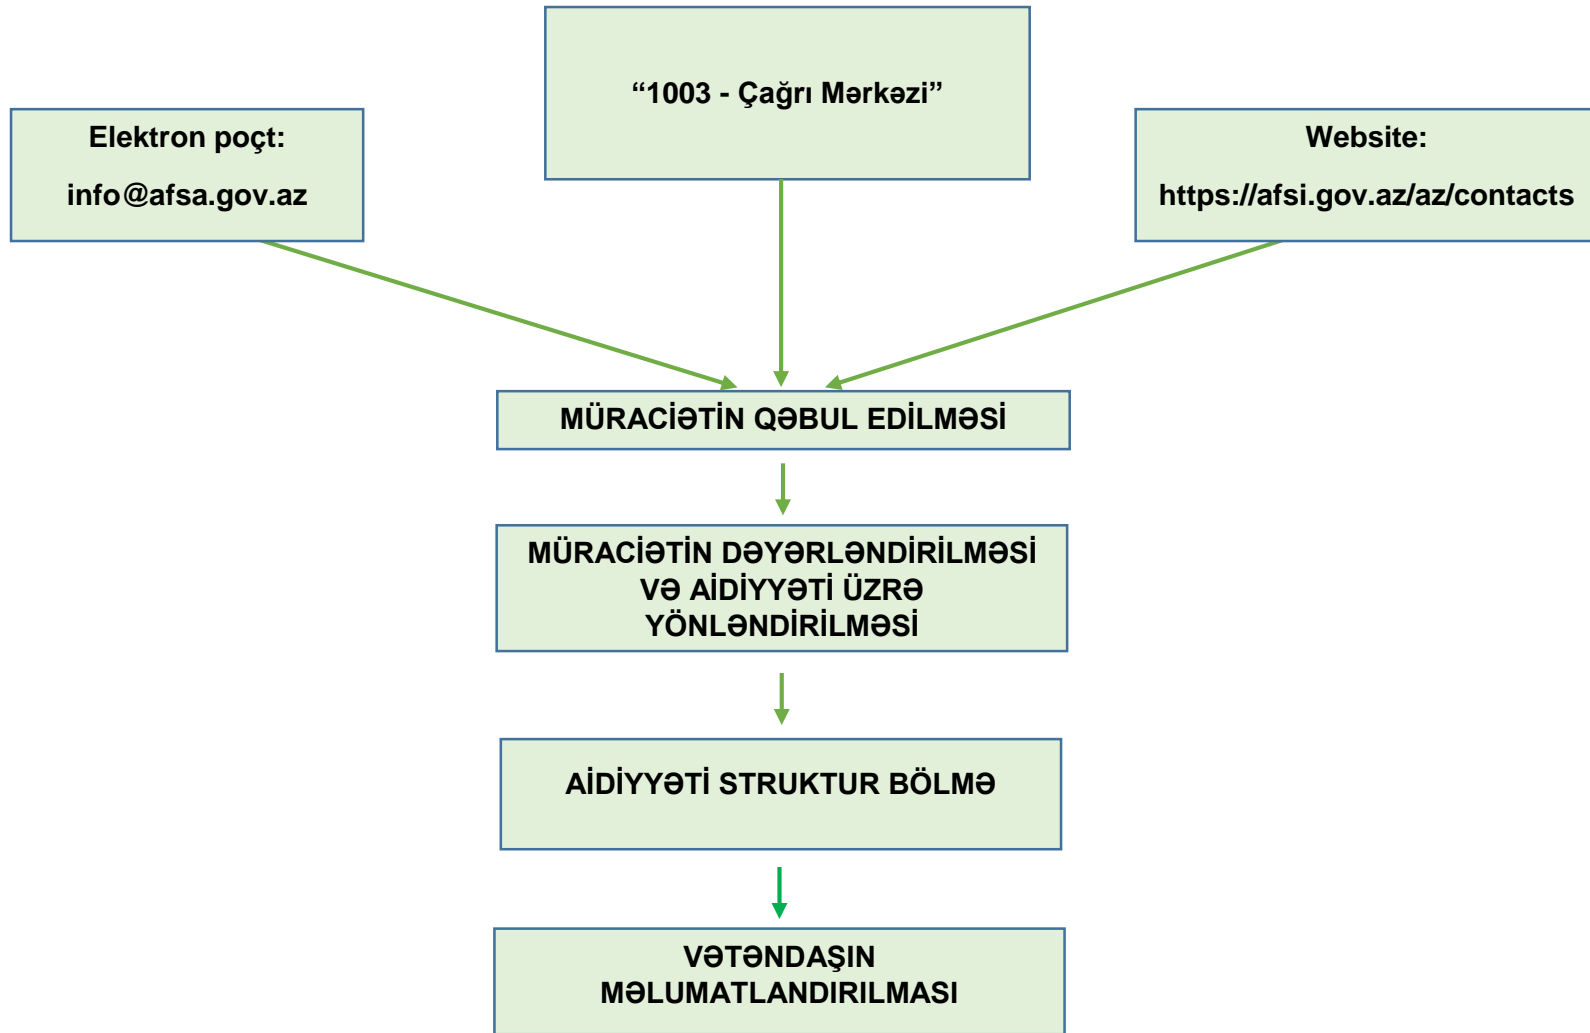 “1003 - Çağrı Mərkəzi”
Elektron poçt:
info@afsa.gov.az
Website:
https://afsi.gov.az/az/contacts
MÜRACİƏTİN QƏBUL EDİLMƏSİ
MÜRACİƏTİN DƏYƏRLƏNDİRİLMƏSİ
VƏ AİDİYYƏTİ ÜZRƏ
YÖNLƏNDİRİLMƏSİ
AİDİYYƏTİ STRUKTUR BÖLMƏ
VƏTƏNDAŞIN
MƏLUMATLANDIRILMASI